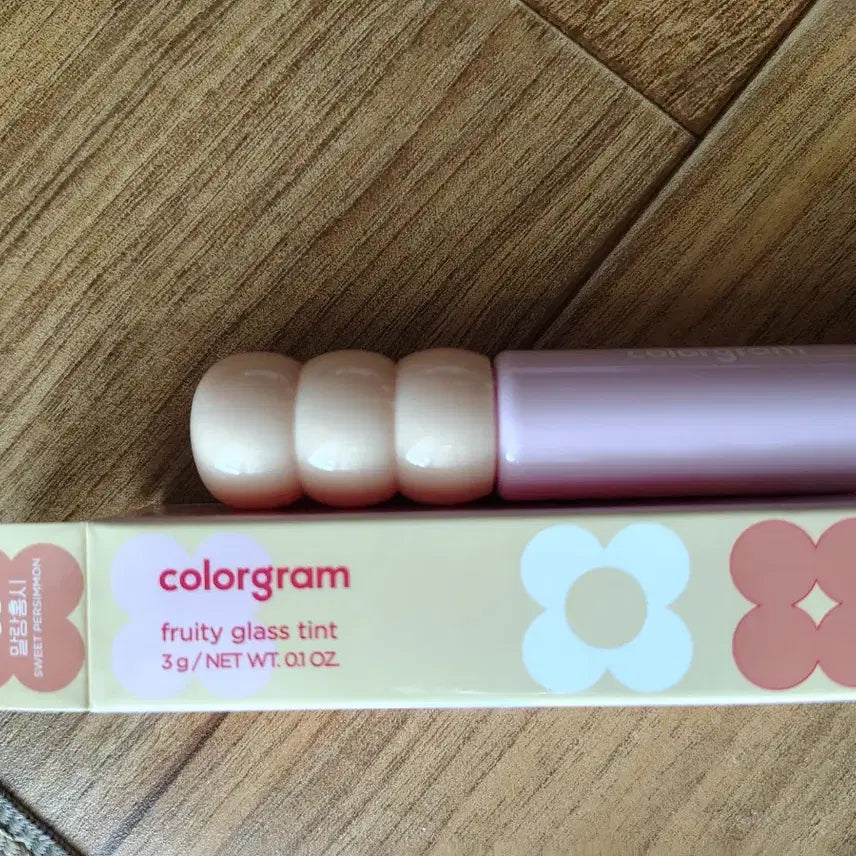 colorgram
colorgram
fruity glass tint
3 g / NET WT. 0.1 OZ.
말랑홍시
SWEET PERSIMMON